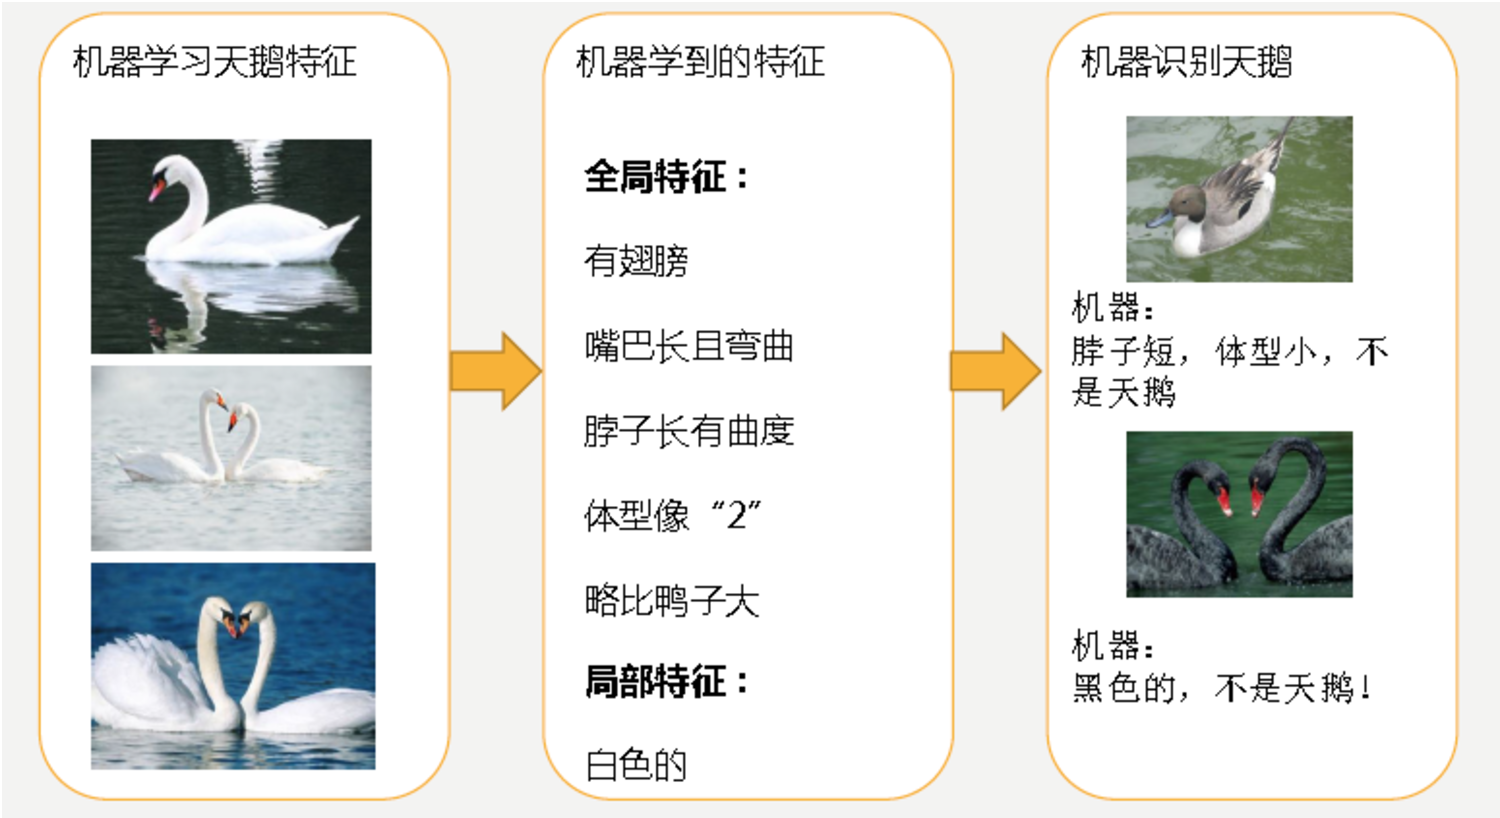 机器学习天鹅特征
机器学到的特征
全局特征：
有翅膀
嘴巴长且弯曲
脖子长有曲度
体型像“2”
略比鸭子大
局部特征：
白色的
机器识别天鹅
机器：
脖子短，体型小，不
是天鹅
机器：
黑色的，不是天鹅！